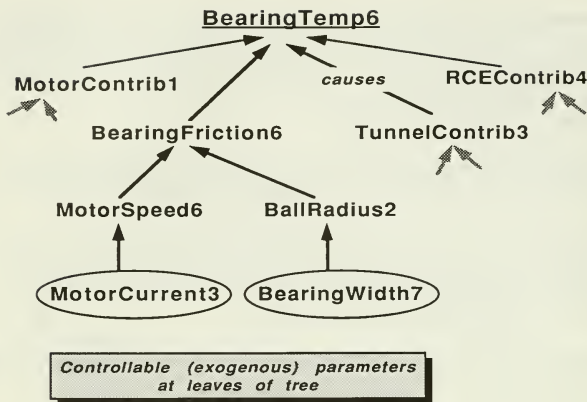 BearingTemp6
MotorContrib1
causes
RCEContrib4
BearingFriction6
TunnelContrib3
MotorSpeed6
BallRadius2
MotorCurrent3
BearingWidth7
Controllable (exogenous) parameters
at leaves of tree